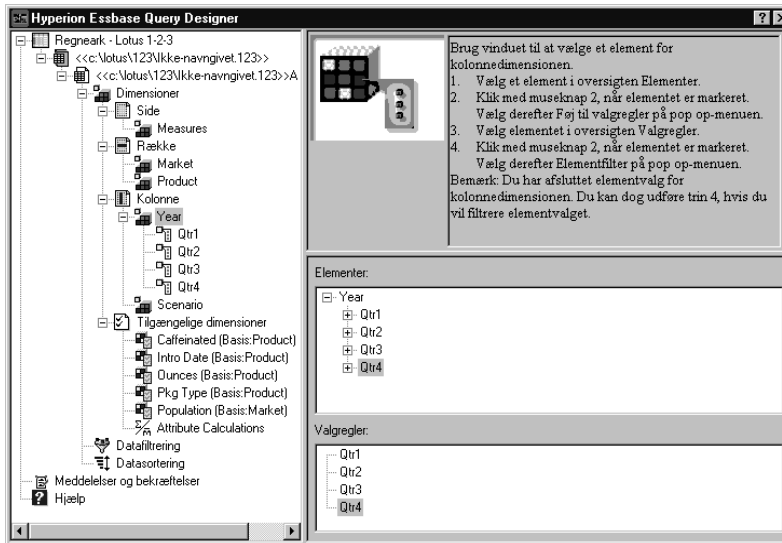 Hyperion Essbase Query Designer
Regneark - Lotus 1-2-3
<<c:\lotus\123\Ikke-navngivet.123>>
<<c:\lotus\123\Ikke-navngivet.123>>A
Dimensioner
Side
Measures
Række
Market
Product
Kolonne
Year
Qtr1
Qtr2
Qtr3
Qtr4
Scenario
Tilgængelige dimensioner
Caffeinated (Basis:Product)
Intro Date (Basis:Product)
Ounces (Basis:Product)
Pkg Type (Basis:Product)
Population (Basis:Market)
Attribute Calculations
Datafiltrering
Datasortering
Meddelelser og bekræftelser
Hjælp
Brug vinduet til at vælge et element for
kolonnedimensionen.
1. Vælg et element i oversigten Elementer.
2. Klik med museknap 2, når elementet er markeret.
Vælg derefter Føj til valgregler på pop op-menuen.
3. Vælg elementet i oversigten Valgregler.
4. Klik med museknap 2, når elementet er markeret.
Vælg derefter Elementfilter på pop op-menuen.
Bemærk: Du har afsluttet elementvalg for
kolonnedimensionen. Du kan dog udføre trin 4, hvis du
vil filtrere elementvalget.
Elementer:
Year
Qtr1
Qtr2
Qtr3
Qtr4
Valgregler:
Qtr1
Qtr2
Qtr3
Qtr4